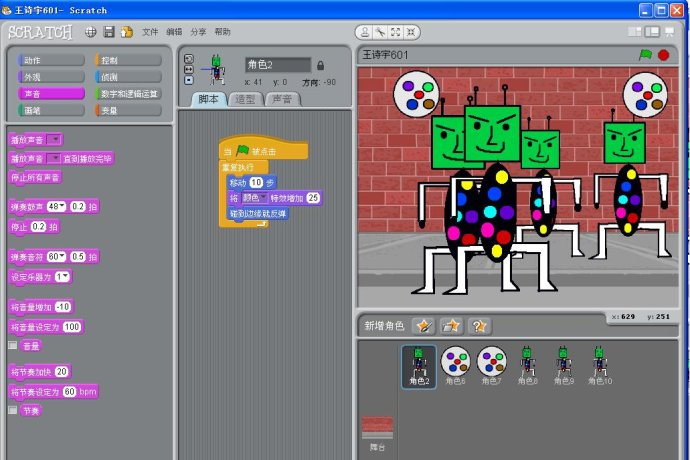 王诗宇601- Scratch
SCRATCH 文件 编辑 分享 帮助
动作 控制
外观 侦测
声音 数字和逻辑运算
画笔 变量
角色2
x: 41 y: 0 方向: -90
脚本 造型 声音
播放声音
播放声音 直到播放完毕
停止所有声音
弹奏鼓声 48 0.2 拍
停止 0.2 拍
弹奏音符 60 0.5 拍
设定乐器为 1
将音量增加 -10
将音量设定为 100
音量
将节奏加快 20
将节奏设定为 60 bpm
节奏
当 被点击
重复执行
移动 10 步
将 颜色 特效增加 25
碰到边缘就反弹
王诗宇601
x: 629 y: 251
新增角色
角色2 角色6 角色7 角色8 角色9 角色10
舞台